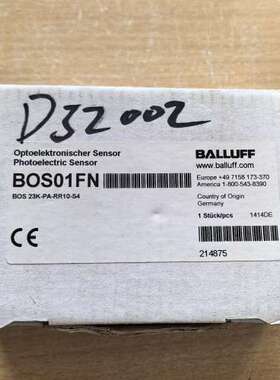 D32002
Optoelektronischer Sensor
Photoelectric Sensor
BOS01FN
BOS 23K-PA-RR10-S4
BALLUFF
www.balluff.com
Europe +49 7158 173-370
America 1-800-543-8390
Country of Origin
Germany
1 Stück/pcs 1414DE
CE
214875